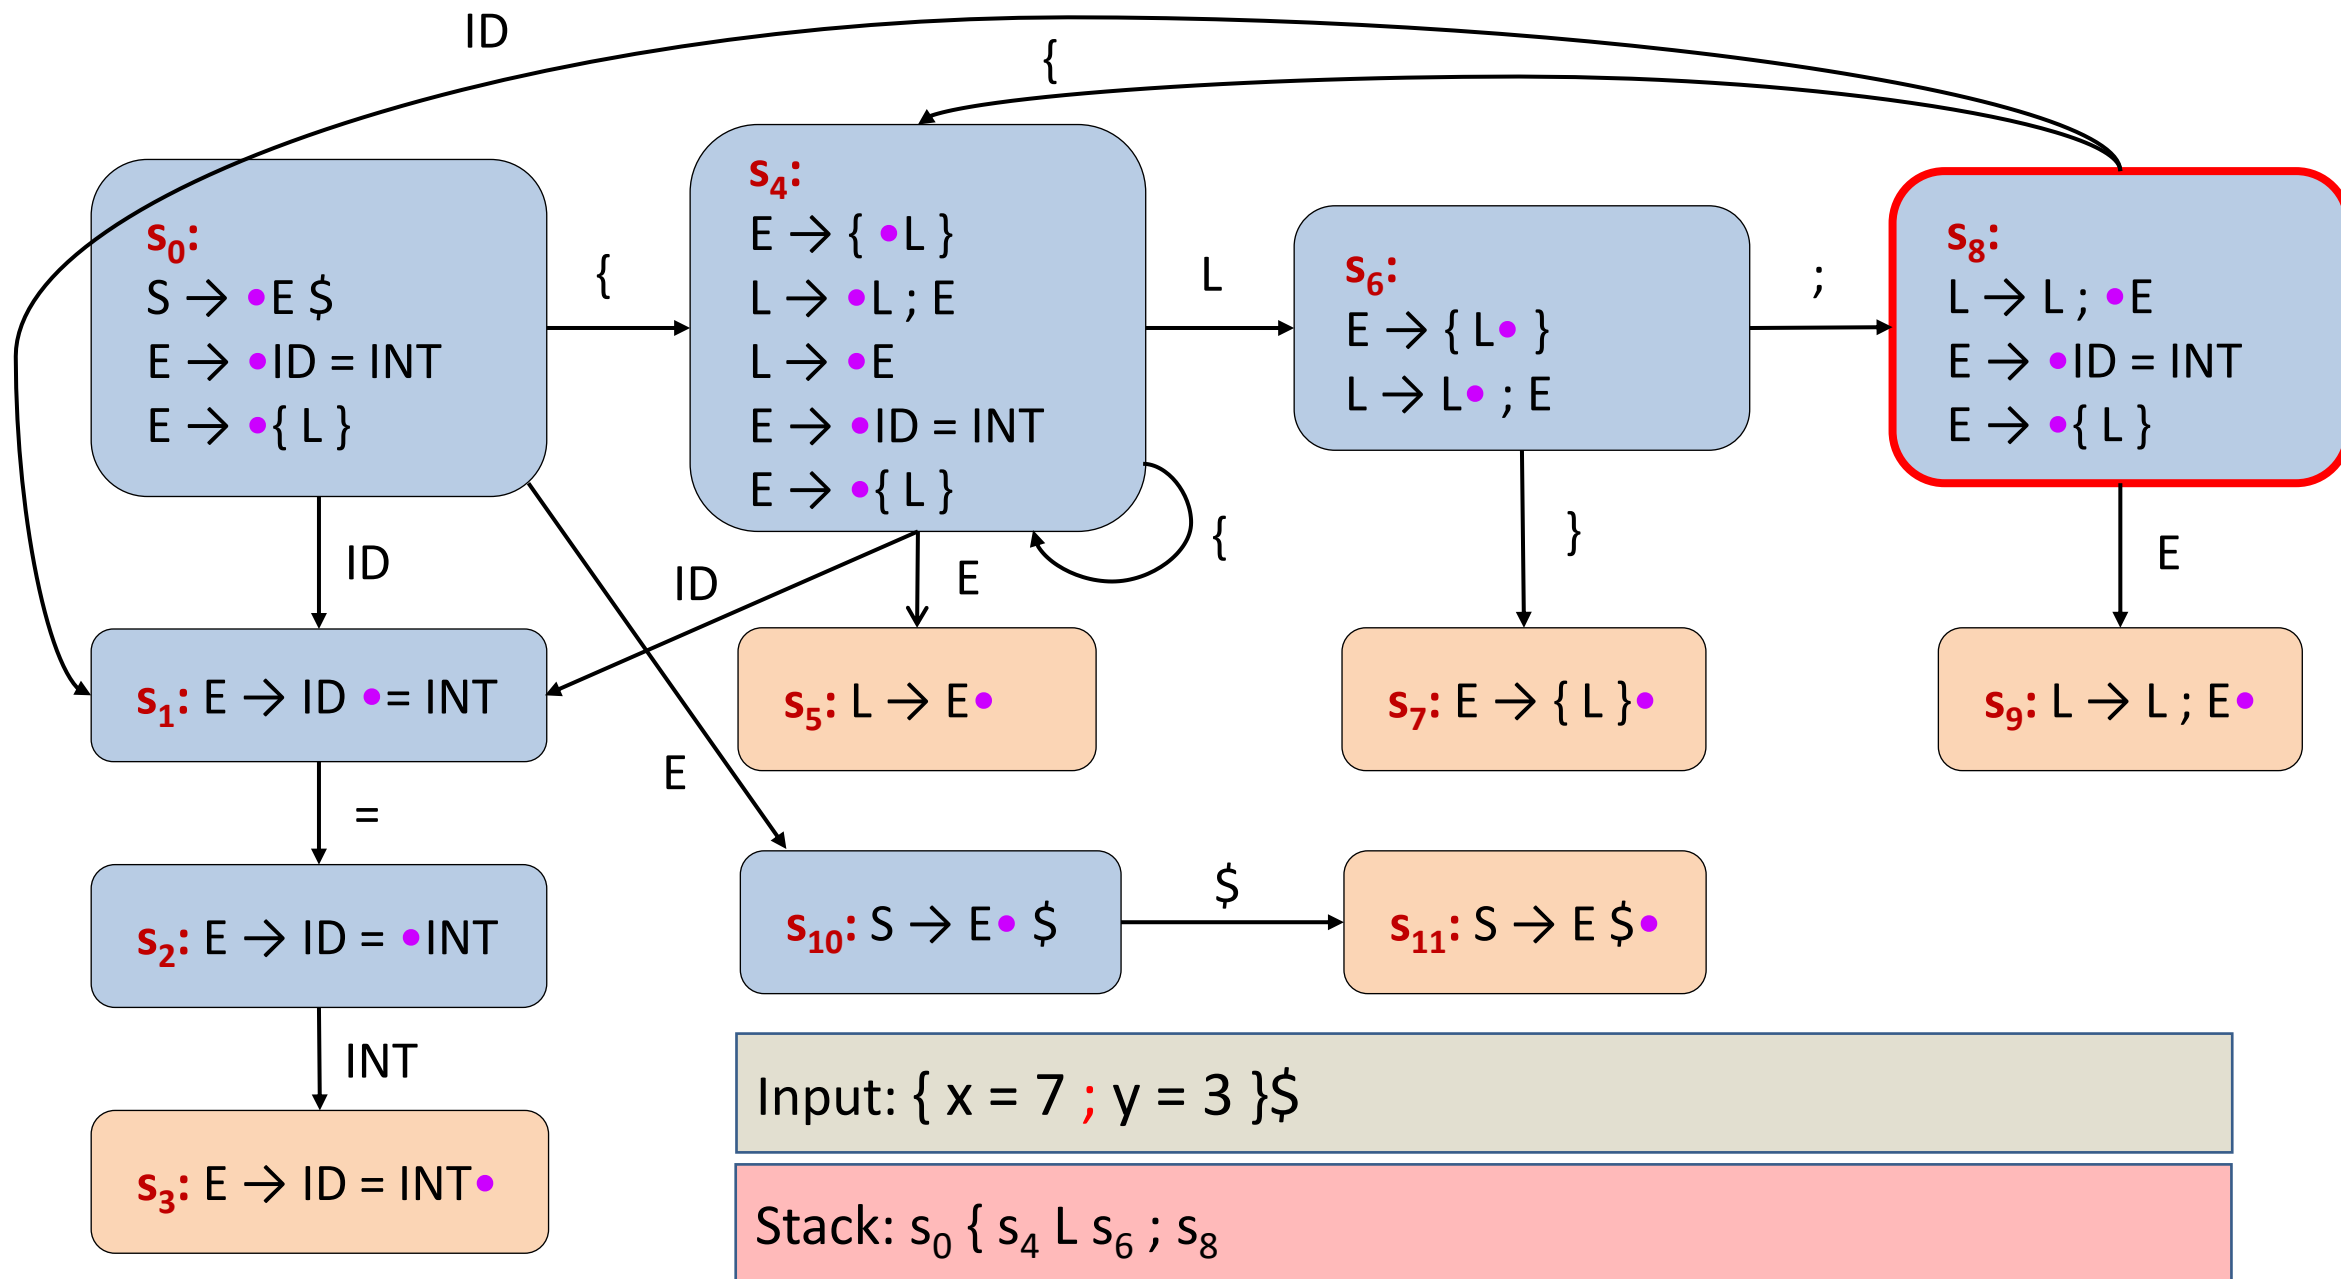 ID
{
s₀:
S → •E $
E → •ID = INT
E → •{ L }
{
s₄:
E → { •L }
L → •L ; E
L → •E
E → •ID = INT
E → •{ L }
L
s₆:
E → { L• }
L → L• ; E
;
s₈:
L → L ; •E
E → •ID = INT
E → •{ L }
ID
ID
E
{
}
E
s₁: E → ID •= INT
s₅: L → E•
s₇: E → { L }•
s₉: L → L ; E•
E
=
s₂: E → ID = •INT
s₁₀: S → E• $
$
s₁₁: S → E $•
INT
s₃: E → ID = INT•
Input: { x = 7 ; y = 3 }$
Stack: s₀ { s₄ L s₆ ; s₈